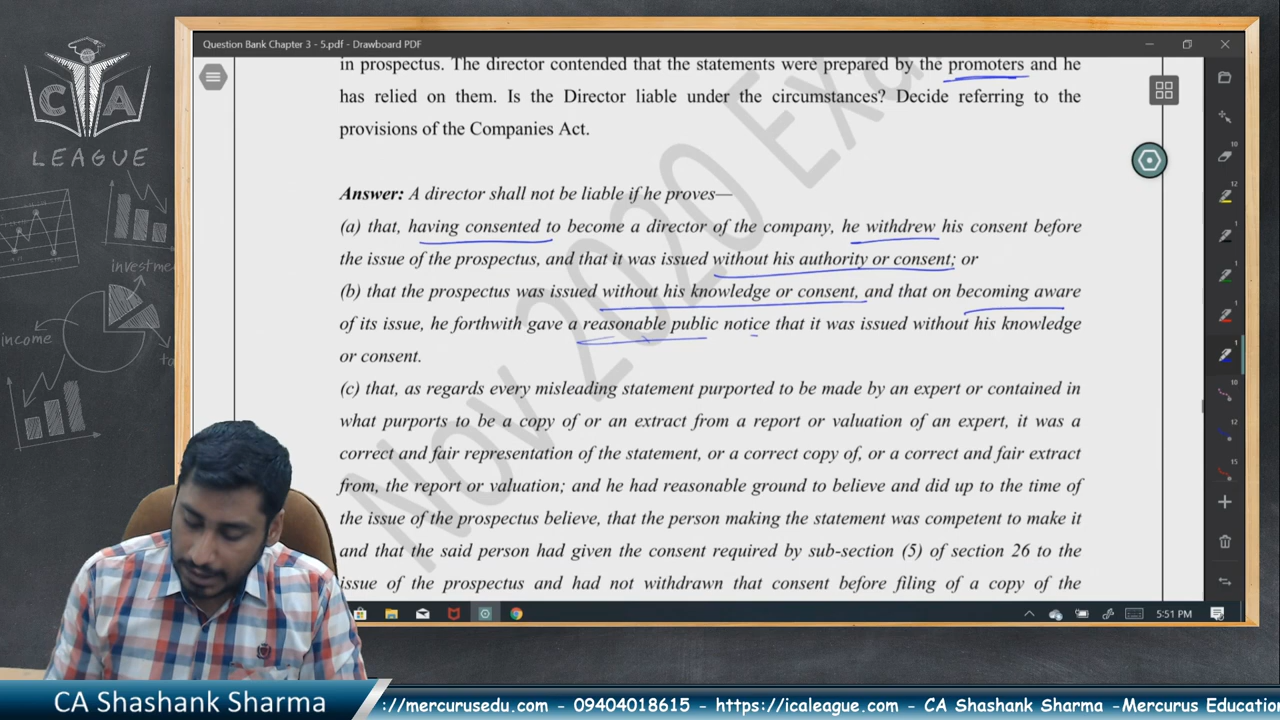 CA
LEAGUE
investme
income
to
Question Bank Chapter 3 - 5.pdf - Drawboard PDF
in prospectus. The director contended that the statements were prepared by the promoters and he
has relied on them. Is the Director liable under the circumstances? Decide referring to the
provisions of the Companies Act.
Answer: A director shall not be liable if he proves—
(a) that, having consented to become a director of the company, he withdrew his consent before
the issue of the prospectus, and that it was issued without his authority or consent; or
(b) that the prospectus was issued without his knowledge or consent, and that on becoming aware
of its issue, he forthwith gave a reasonable public notice that it was issued without his knowledge
or consent.
(c) that, as regards every misleading statement purported to be made by an expert or contained in
what purports to be a copy of or an extract from a report or valuation of an expert, it was a
correct and fair representation of the statement, or a correct copy of, or a correct and fair extract
from, the report or valuation; and he had reasonable ground to believe and did up to the time of
the issue of the prospectus believe, that the person making the statement was competent to make it
and that the said person had given the consent required by sub-section (5) of section 26 to the
issue of the prospectus and had not withdrawn that consent before filing of a copy of the
Nov 2020 Exa
10
12
1
1
1
1
10
12
15
5:51 PM
CA Shashank Sharma
://mercurusedu.com - 09404018615 - https://icaleague.com - CA Shashank Sharma -Mercurus Education